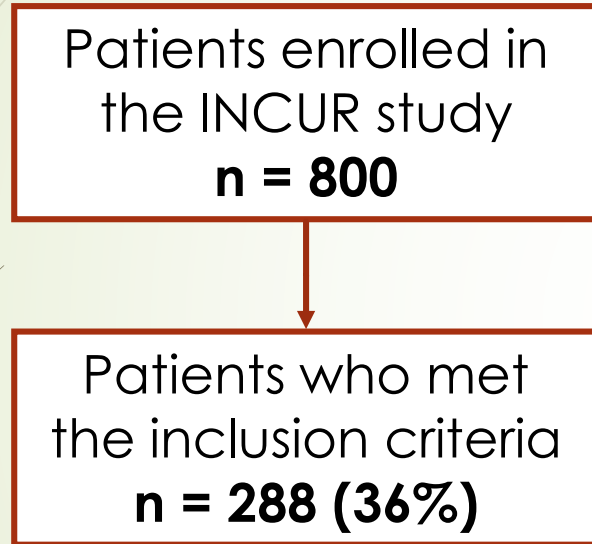 Patients enrolled in
the INCUR study
n = 800
Patients who met
the inclusion criteria
n = 288 (36%)